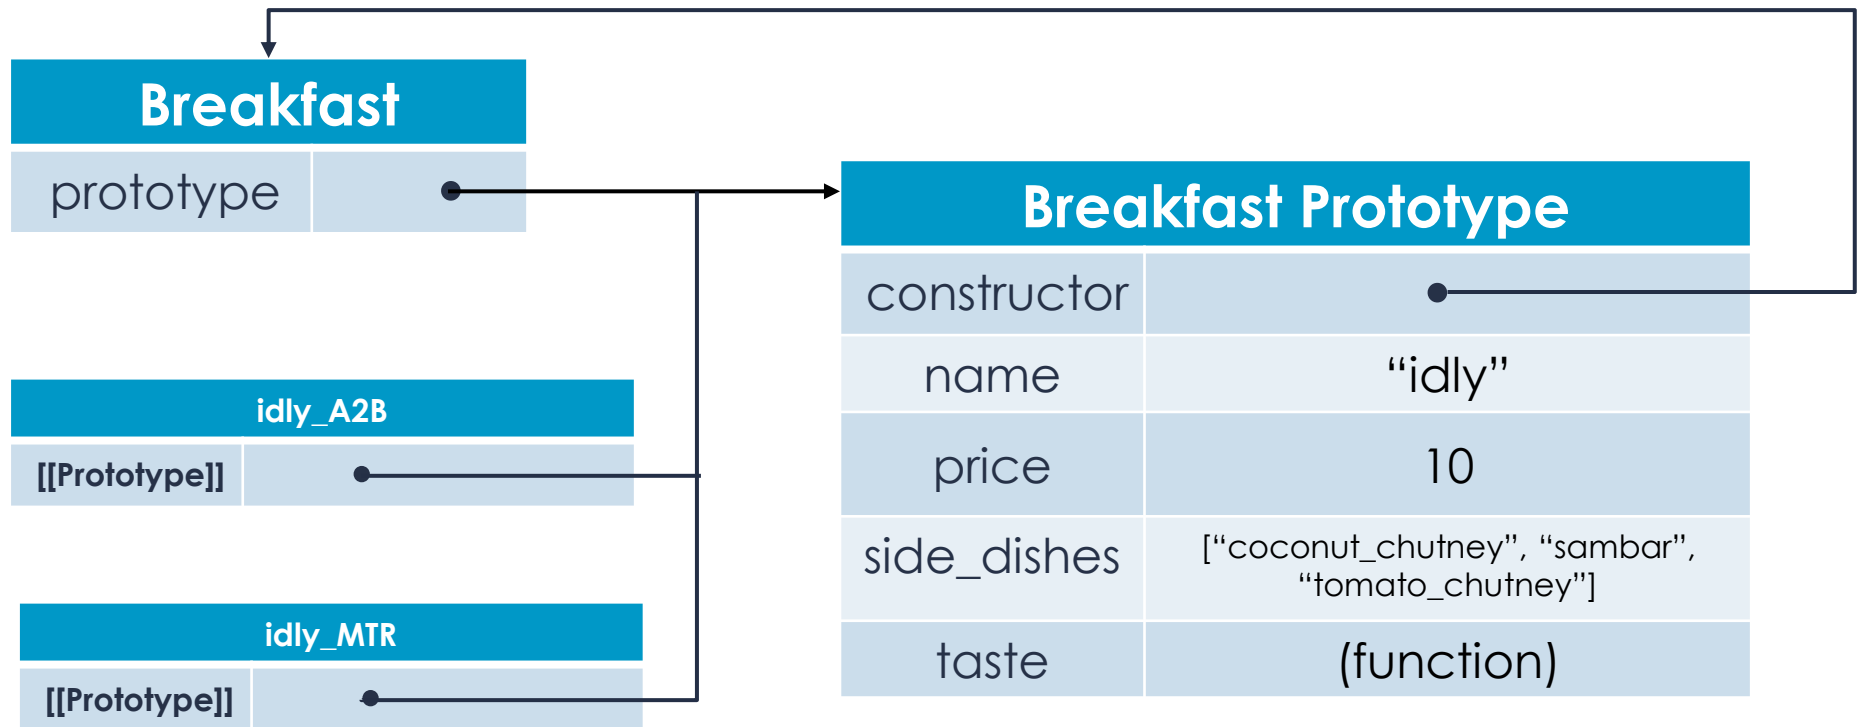 Breakfast
prototype
Breakfast Prototype
constructor
name “idly”
price 10
side_dishes [“coconut_chutney”, “sambar”,
“tomato_chutney”]
taste (function)
idly_A2B
[[Prototype]]
idly_MTR
[[Prototype]]